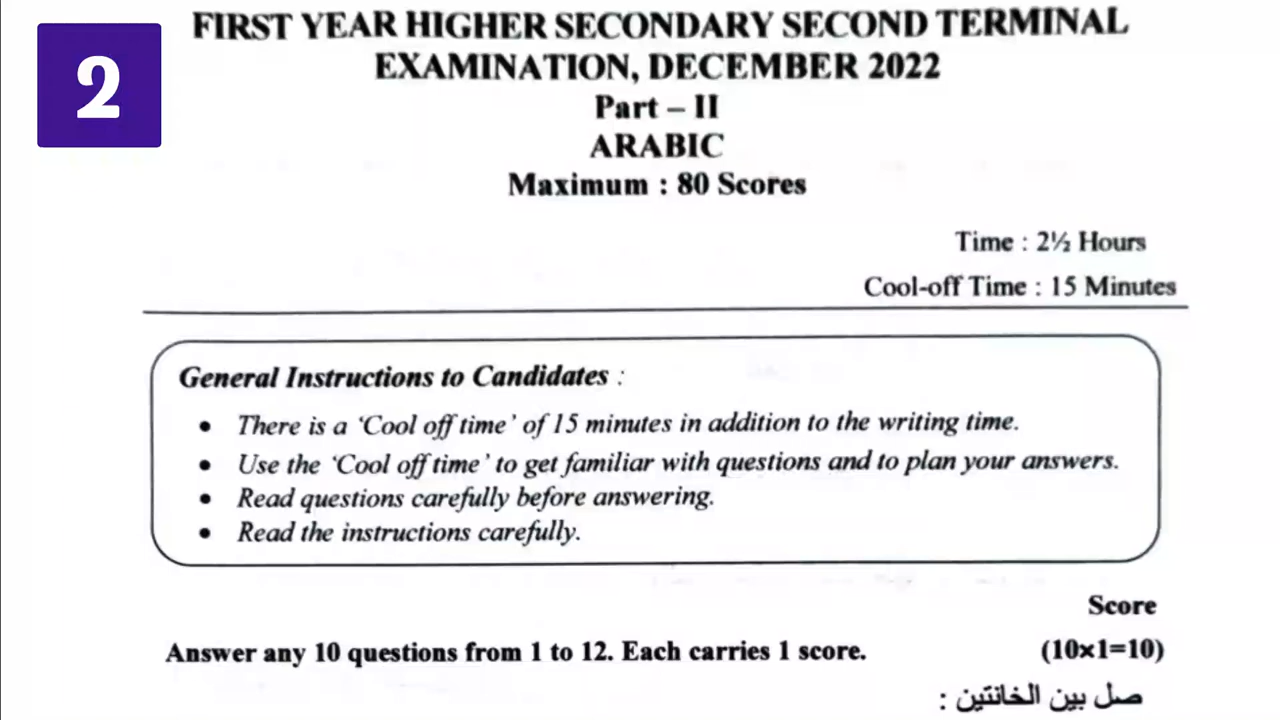 2
FIRST YEAR HIGHER SECONDARY SECOND TERMINAL
EXAMINATION, DECEMBER 2022
Part – II
ARABIC
Maximum : 80 Scores
Time : 2½ Hours
Cool-off Time : 15 Minutes
General Instructions to Candidates :
• There is a ‘Cool off time’ of 15 minutes in addition to the writing time.
• Use the ‘Cool off time’ to get familiar with questions and to plan your answers.
• Read questions carefully before answering.
• Read the instructions carefully.
Score
Answer any 10 questions from 1 to 12. Each carries 1 score. (10×1=10)
صل بين الخانتين :